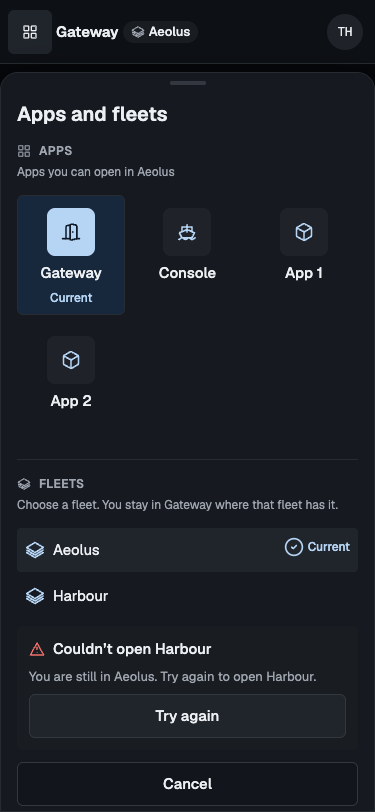 Gateway
Aeolus
TH
Apps and fleets
APPS
Apps you can open in Aeolus
Gateway
Current
Console
App 1
App 2
FLEETS
Choose a fleet. You stay in Gateway where that fleet has it.
Aeolus
Current
Harbour
Couldn’t open Harbour
You are still in Aeolus. Try again to open Harbour.
Try again
Cancel